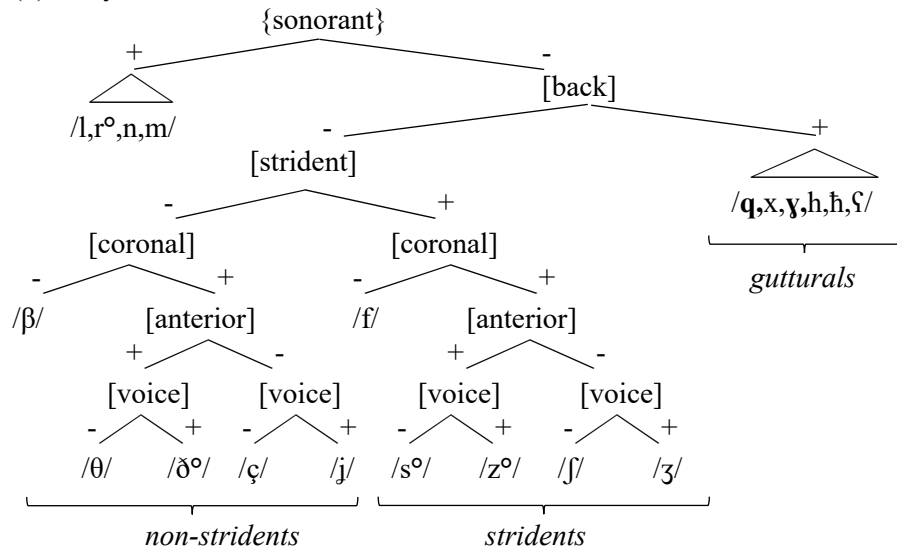 {sonorant}
+ -
[back]
/l,r°,n,m/
- +
[strident]
/q,x,ɣ,h,ħ,ʕ/
- +
[coronal] [coronal]
gutturals
- + - +
/β/ [anterior] /f/ [anterior]
+ - + -
[voice] [voice] [voice] [voice]
- + - + - + - +
/θ/ /ð°/ /ç/ /ʝ/ /s°/ /z°/ /ʃ/ /ʒ/
non-stridents stridents